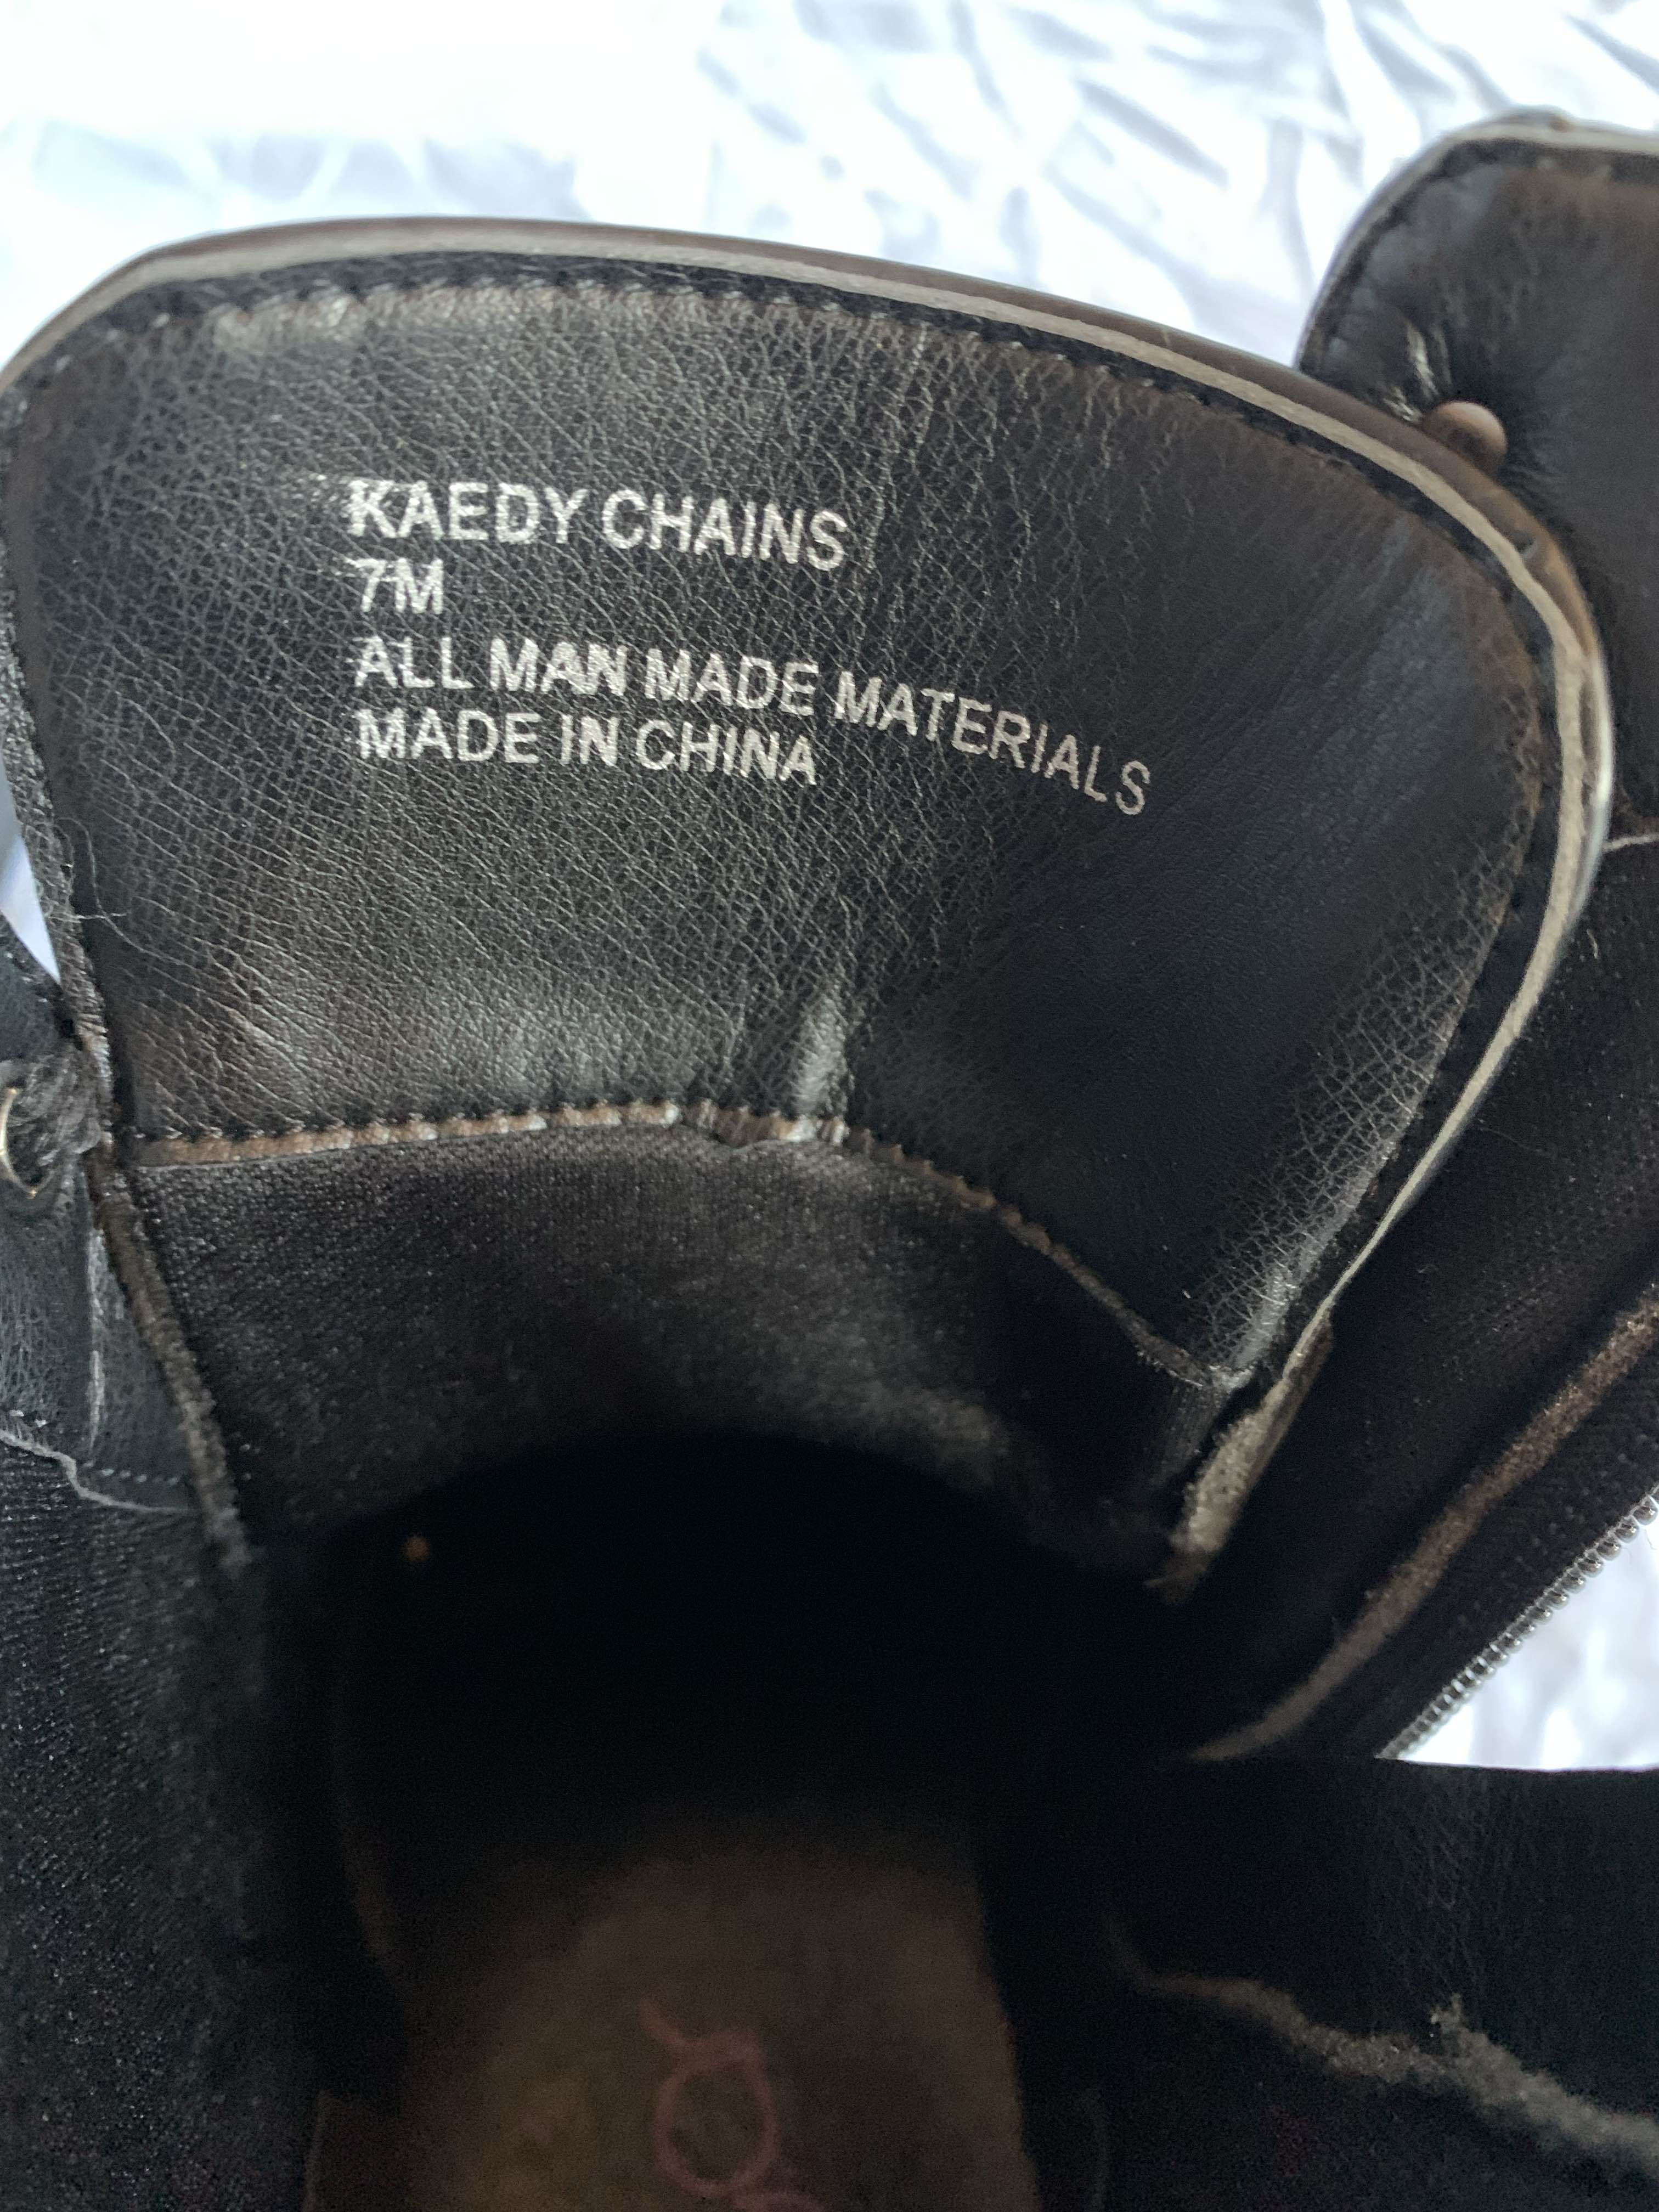 KAEDY CHAINS
7M
ALL MAN MADE MATERIALS
MADE IN CHINA